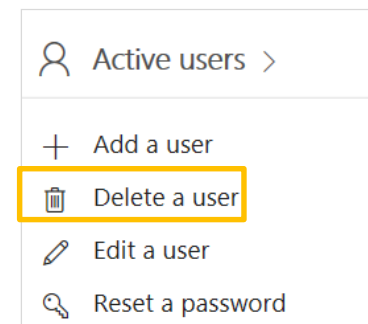 Active users >
Add a user
Delete a user
Edit a user
Reset a password